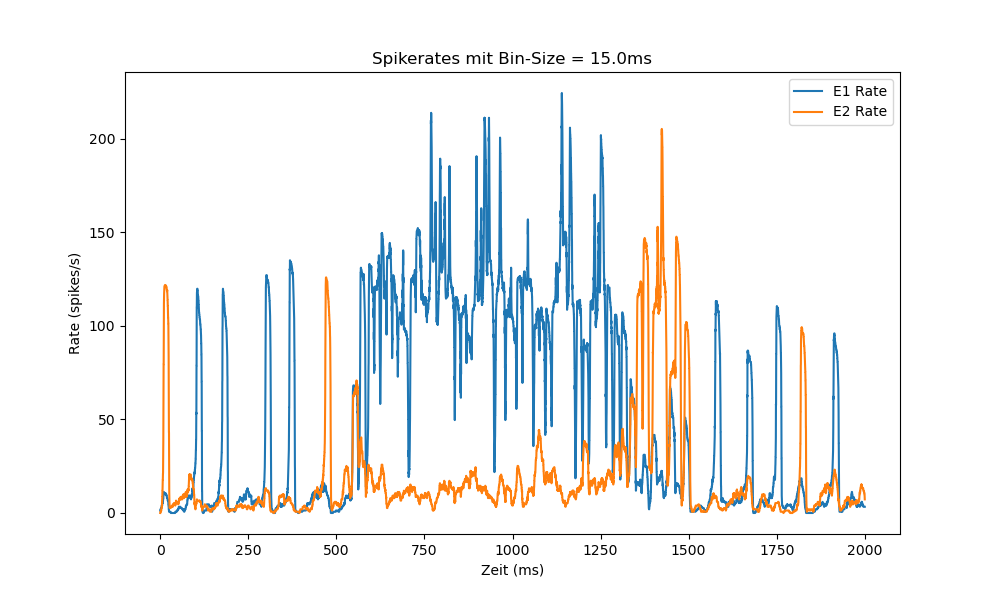 Spikerates mit Bin-Size = 15.0ms
E1 Rate
E2 Rate
Rate (spikes/s)
200
150
100
50
0
0 250 500 750 1000 1250 1500 1750 2000
Zeit (ms)